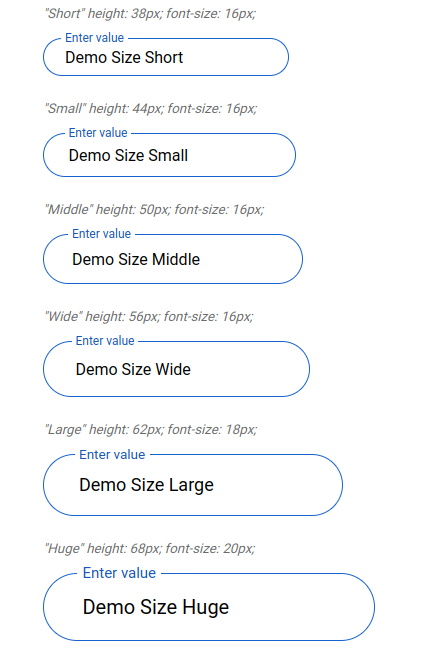 "Short" height: 38px; font-size: 16px;
Enter value
Demo Size Short
"Small" height: 44px; font-size: 16px;
Enter value
Demo Size Small
"Middle" height: 50px; font-size: 16px;
Enter value
Demo Size Middle
"Wide" height: 56px; font-size: 16px;
Enter value
Demo Size Wide
"Large" height: 62px; font-size: 18px;
Enter value
Demo Size Large
"Huge" height: 68px; font-size: 20px;
Enter value
Demo Size Huge